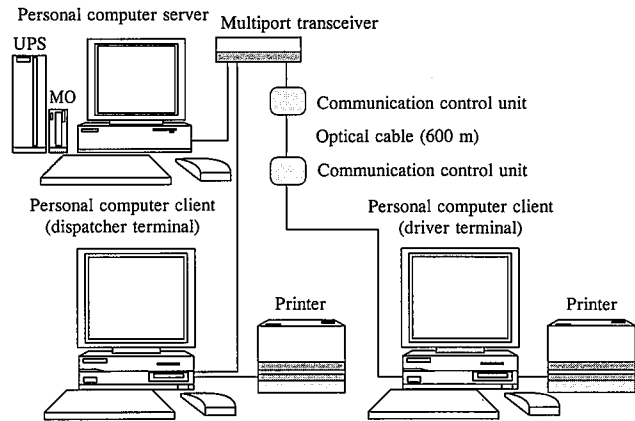 Personal computer server
Multiport transceiver
UPS
MO
Communication control unit
Optical cable (600 m)
Communication control unit
Personal computer client
(dispatcher terminal)
Personal computer client
(driver terminal)
Printer
Printer